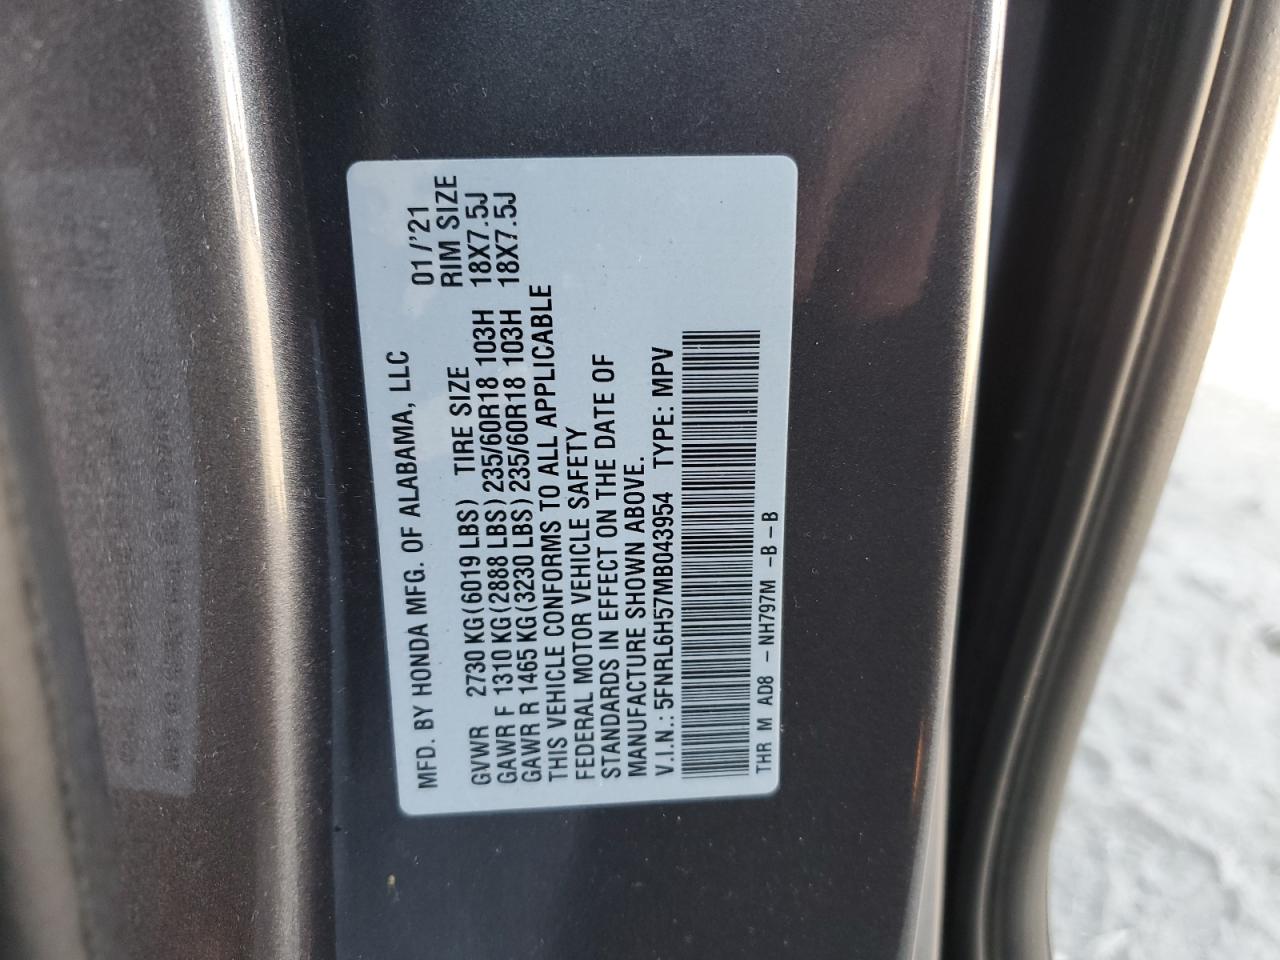 MFD. BY HONDA MFG. OF ALABAMA, LLC 01/'21
GVWR 2730 KG(6019 LBS) TIRE SIZE RIM SIZE
GAWR F 1310 KG(2888 LBS)235/60R18 103H 18X7.5J
GAWR R 1465 KG(3230 LBS)235/60R18 103H 18X7.5J
THIS VEHICLE CONFORMS TO ALL APPLICABLE
FEDERAL MOTOR VEHICLE SAFETY
STANDARDS IN EFFECT ON THE DATE OF
MANUFACTURE SHOWN ABOVE.
V.I.N.: 5FNRL6H57MB043954 TYPE: MPV
THR M AD8 - NH797M -B-B